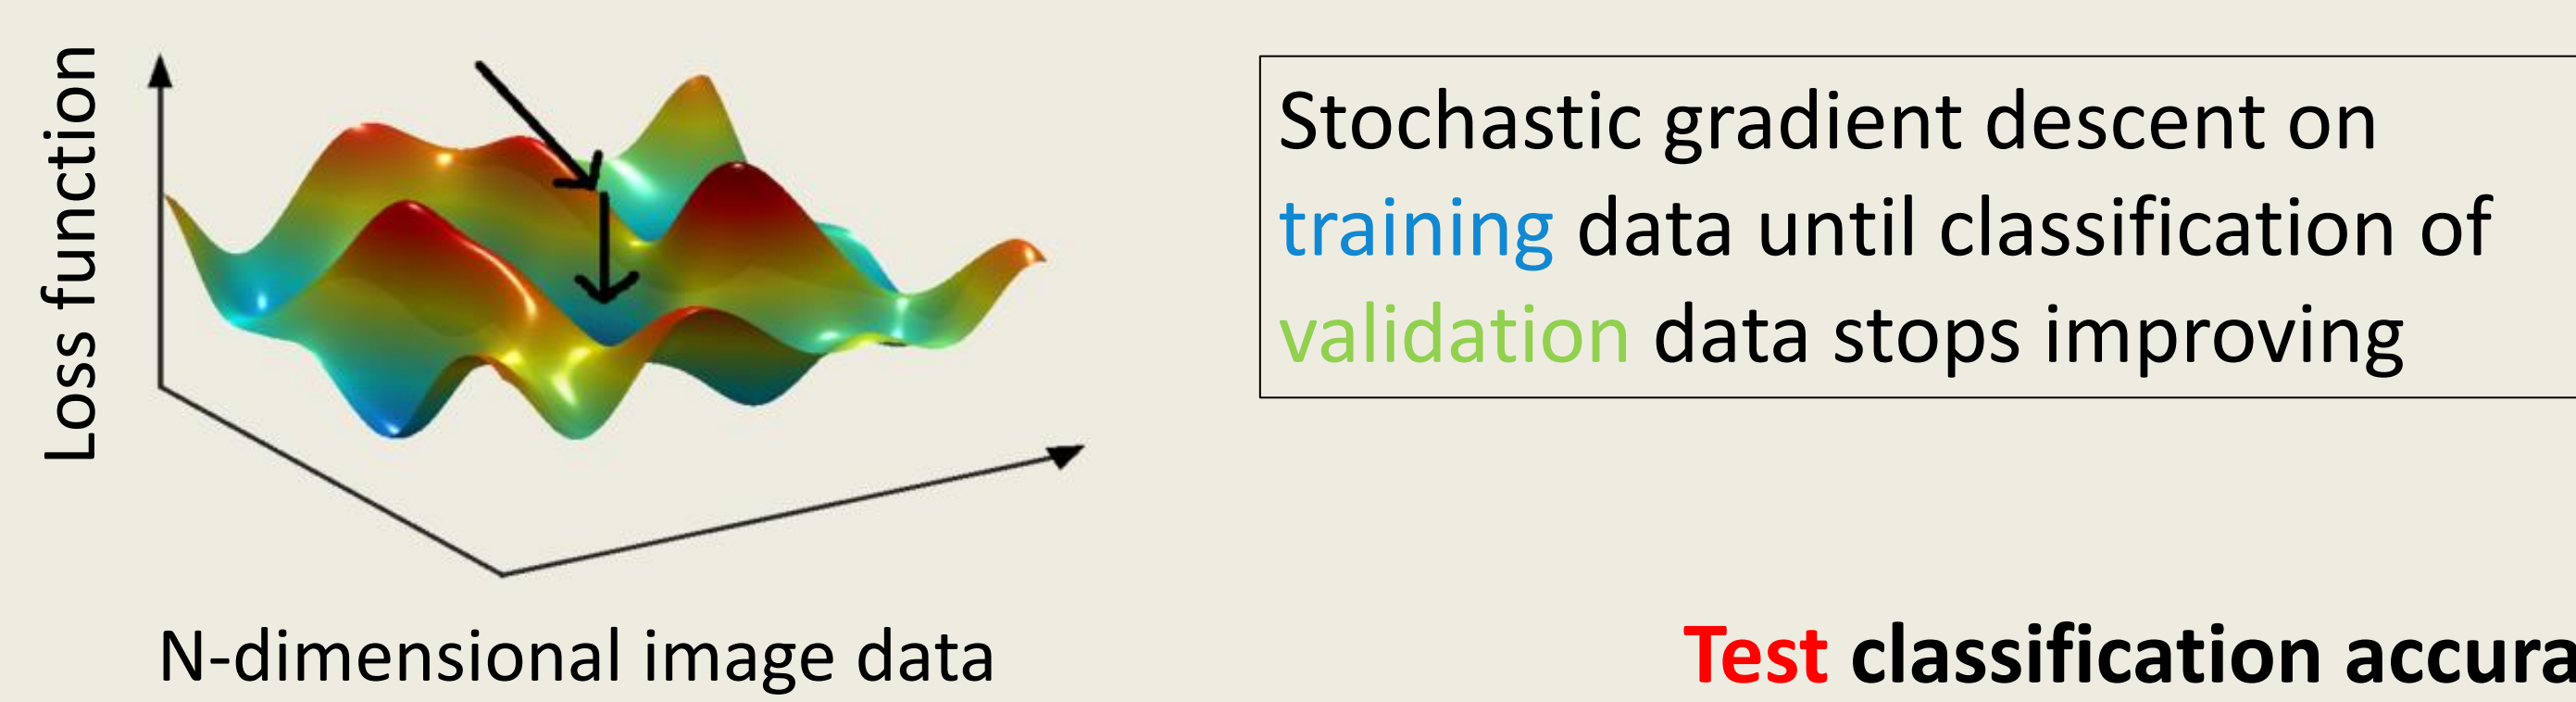 Loss function
N-dimensional image data
Stochastic gradient descent on
training data until classification of
validation data stops improving
Test classification